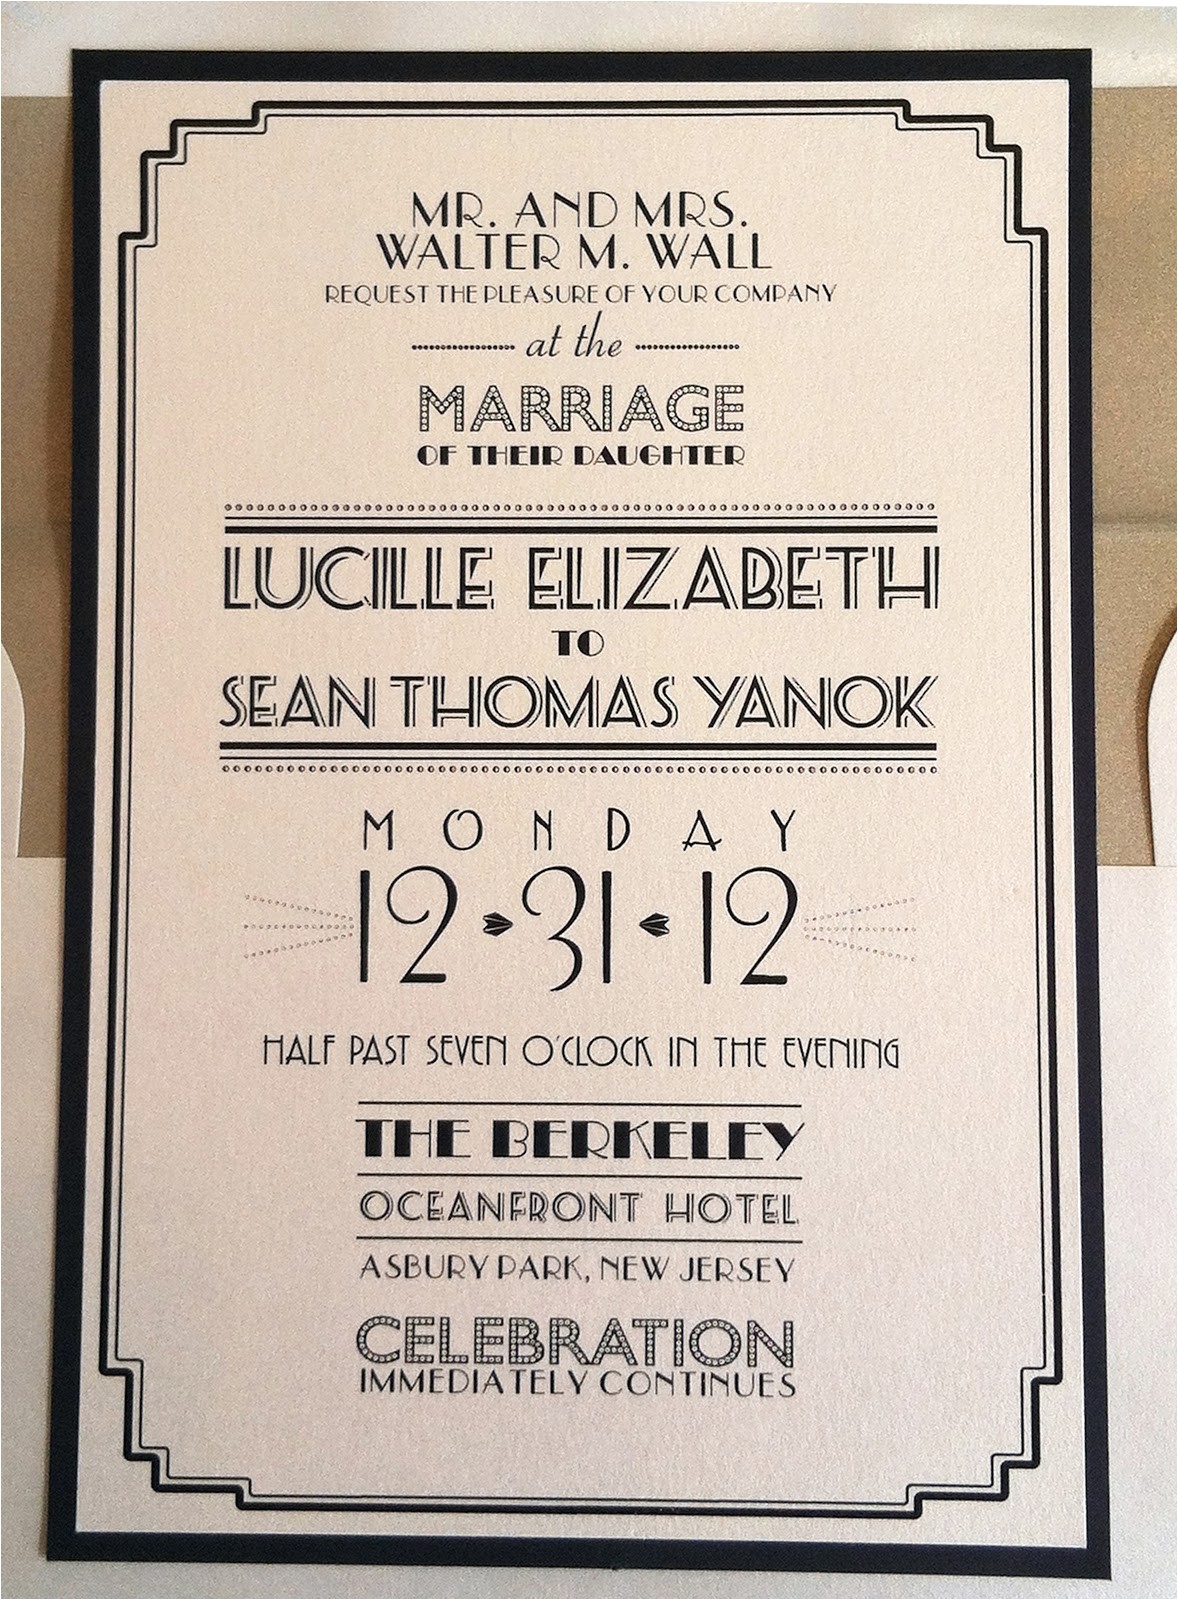 MR. AND MRS.
WALTER M. WALL
REQUEST THE PLEASURE OF YOUR COMPANY
at the
MARRIAGE
OF THEIR DAUGHTER
LUCILLE ELIZABETH
TO
SEAN THOMAS YANOK
MONDAY
12 31 12
HALF PAST SEVEN O'CLOCK IN THE EVENING
THE BERKELEY
OCEANFRONT HOTEL
ASBURY PARK, NEW JERSEY
CELEBRATION
IMMEDIATELY CONTINUES